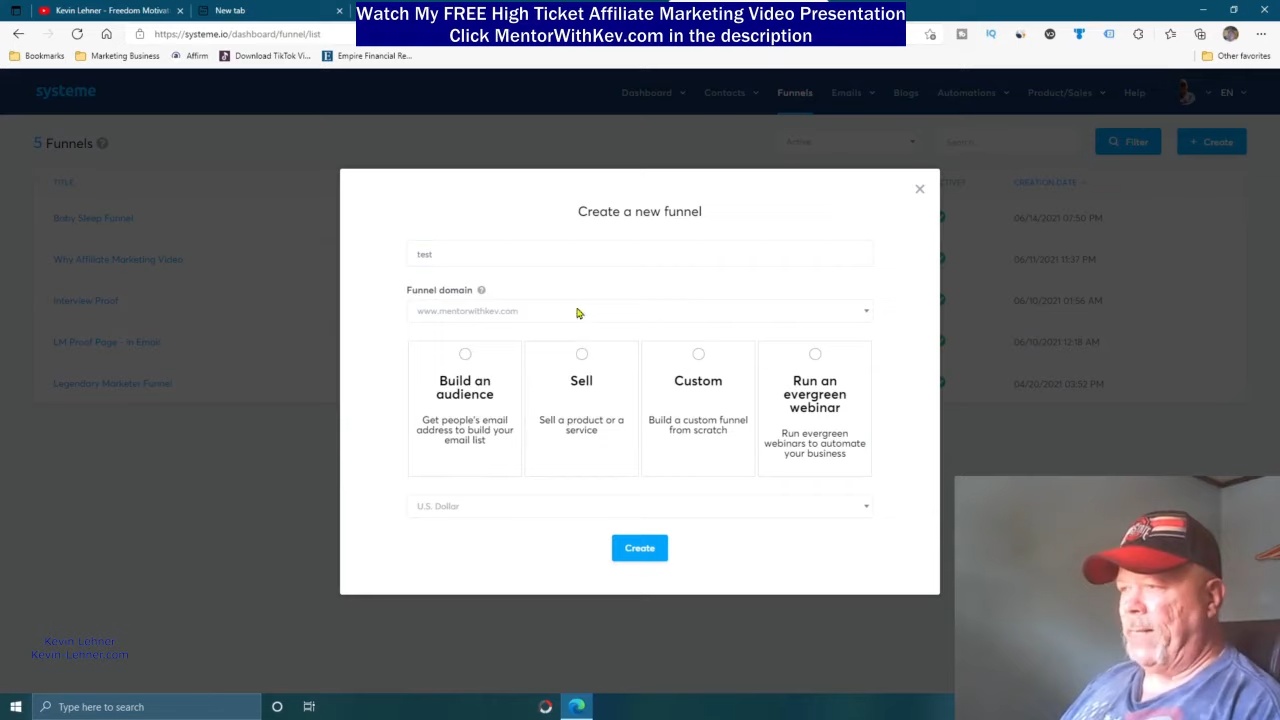 Kevin Lehner - Freedom Motivat
New tab
Watch My FREE High Ticket Affiliate Marketing Video Presentation
Click MentorWithKev.com in the description
https://systeme.io/dashboard/funnel/list
Bookmarks
Marketing Business
Affirm
Download TikTok Vi...
Empire Financial Re...
Other favorites
systeme
Dashboard
Contacts
Funnels
Emails
Blogs
Automations
Product/Sales
Help
EN
5 Funnels
Active
Search
Filter
+ Create
TITLE
CREATION DATE
Baby Sleep Funnel
06/14/2021 07:50 PM
Why Affiliate Marketing Video
06/11/2021 11:37 PM
Interview Proof
06/10/2021 01:56 AM
LM Proof Page - In kmair
06/10/2021 12:18 AM
Legendary Marketer Funnel
04/20/2021 03:52 PM
Create a new funnel
test
Funnel domain
www.mentorwithkev.com
Build an audience
Get people's email address to build your email list
Sell
Sell a product or a service
Custom
Build a custom funnel from scratch
Run an evergreen webinar
Run evergreen webinars to automate your business
U.S. Dollar
Create
Kevin Lehner
Kevin-Lehner.com
Type here to search